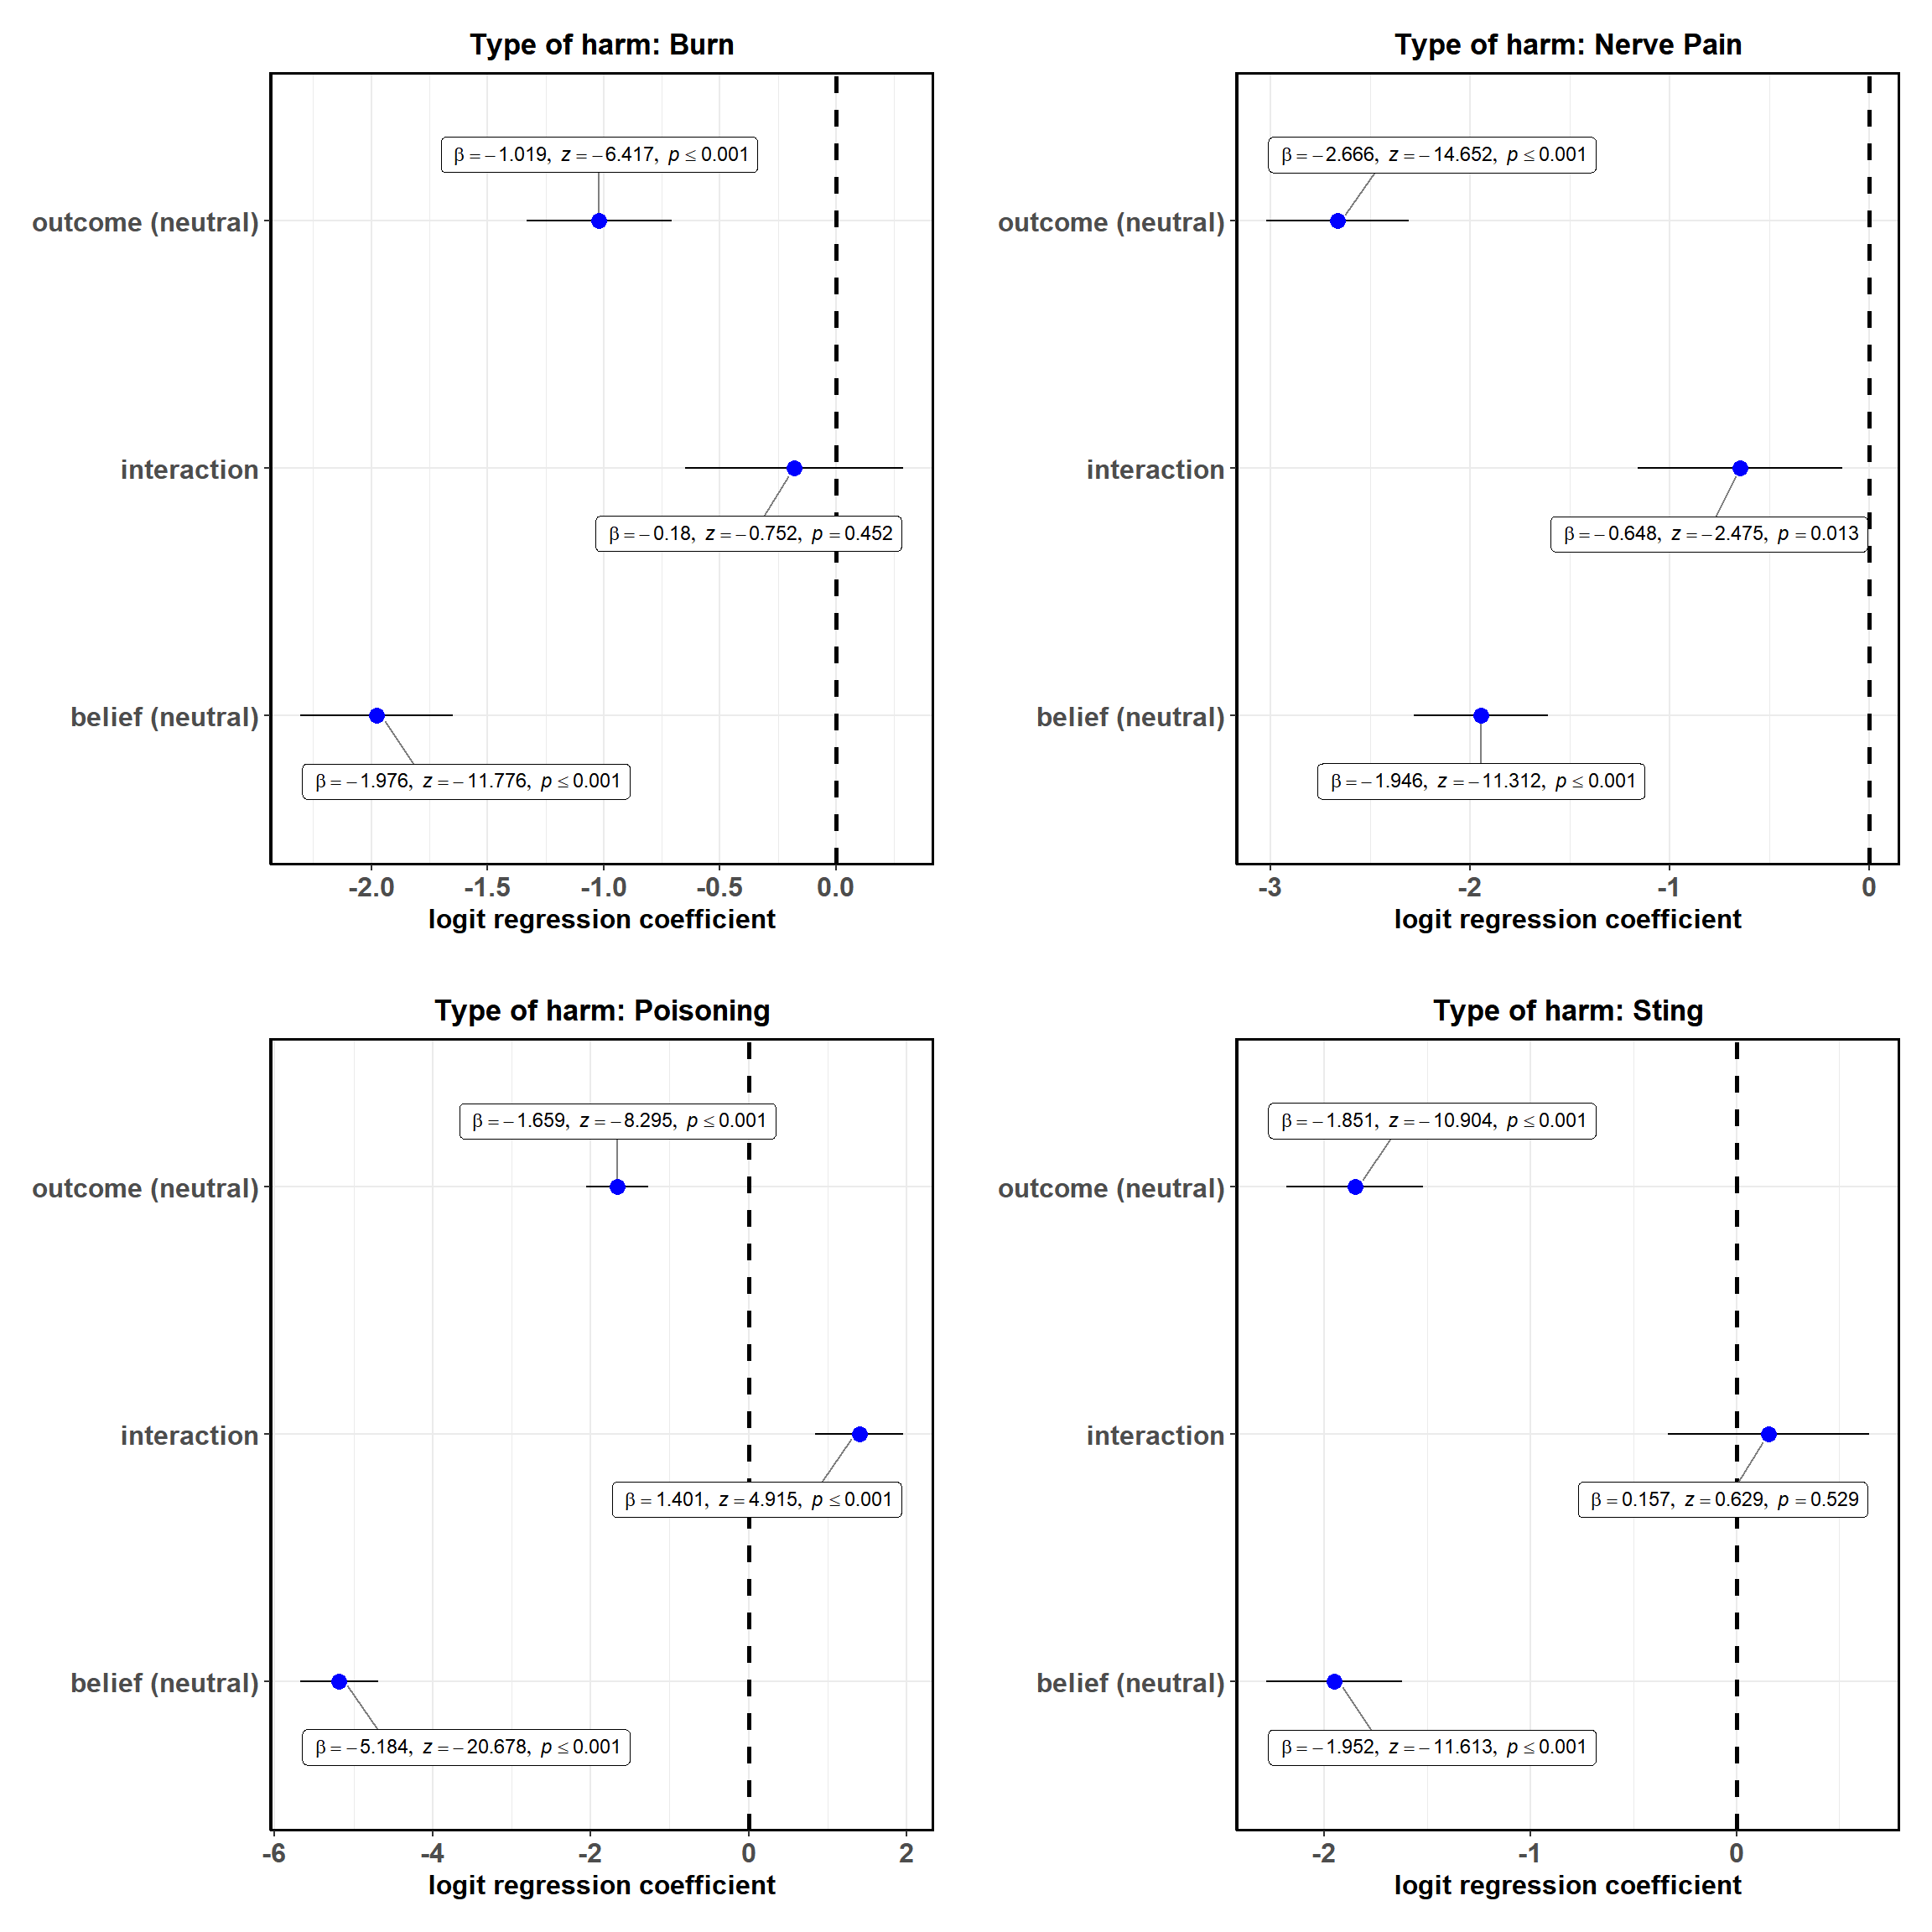 Type of harm: Burn
β = −1.019, z = −6.417, p ≤ 0.001
outcome (neutral)
interaction
β = −0.18, z = −0.752, p = 0.452
belief (neutral)
β = −1.976, z = −11.776, p ≤ 0.001
-2.0 -1.5 -1.0 -0.5 0.0
logit regression coefficient
Type of harm: Nerve Pain
β = −2.666, z = −14.652, p ≤ 0.001
outcome (neutral)
interaction
β = −0.648, z = −2.475, p = 0.013
belief (neutral)
β = −1.946, z = −11.312, p ≤ 0.001
-3 -2 -1 0
logit regression coefficient
Type of harm: Poisoning
β = −1.659, z = −8.295, p ≤ 0.001
outcome (neutral)
interaction
β = 1.401, z = 4.915, p ≤ 0.001
belief (neutral)
β = −5.184, z = −20.678, p ≤ 0.001
-6 -4 -2 0 2
logit regression coefficient
Type of harm: Sting
β = −1.851, z = −10.904, p ≤ 0.001
outcome (neutral)
interaction
β = 0.157, z = 0.629, p = 0.529
belief (neutral)
β = −1.952, z = −11.613, p ≤ 0.001
-2 -1 0
logit regression coefficient